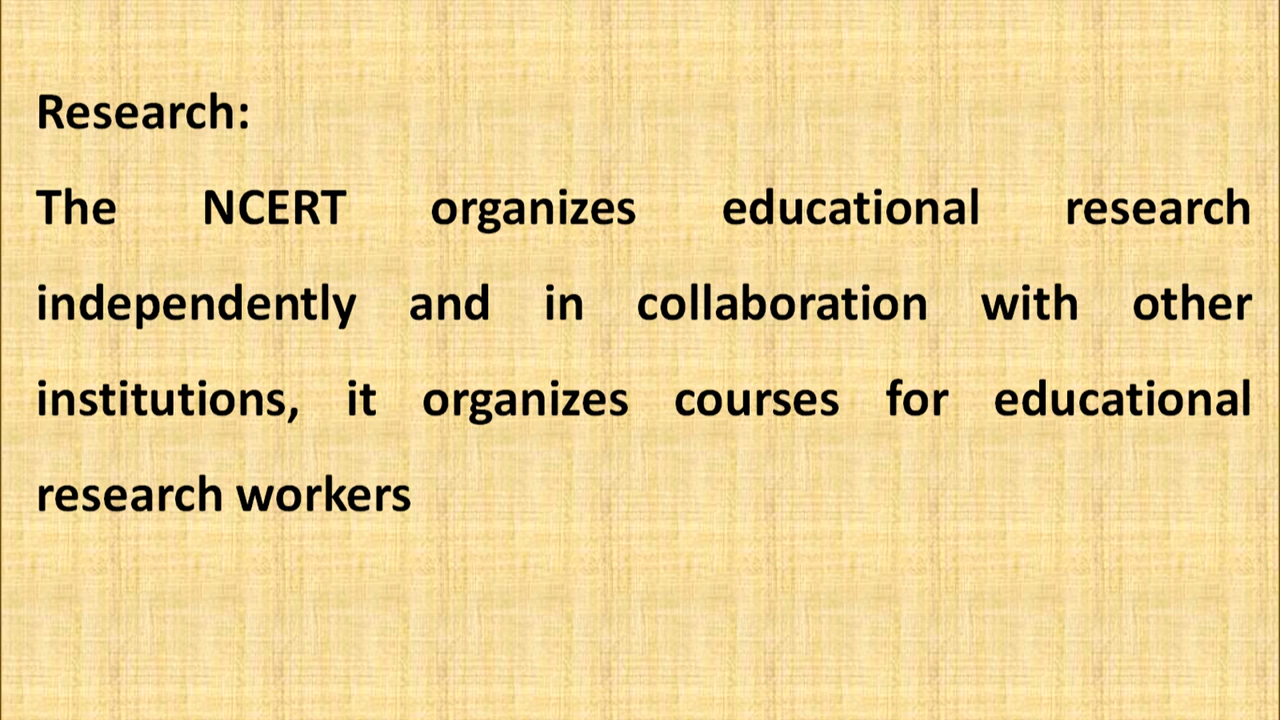 Research:
The NCERT organizes educational research
independently and in collaboration with other
institutions, it organizes courses for educational
research workers